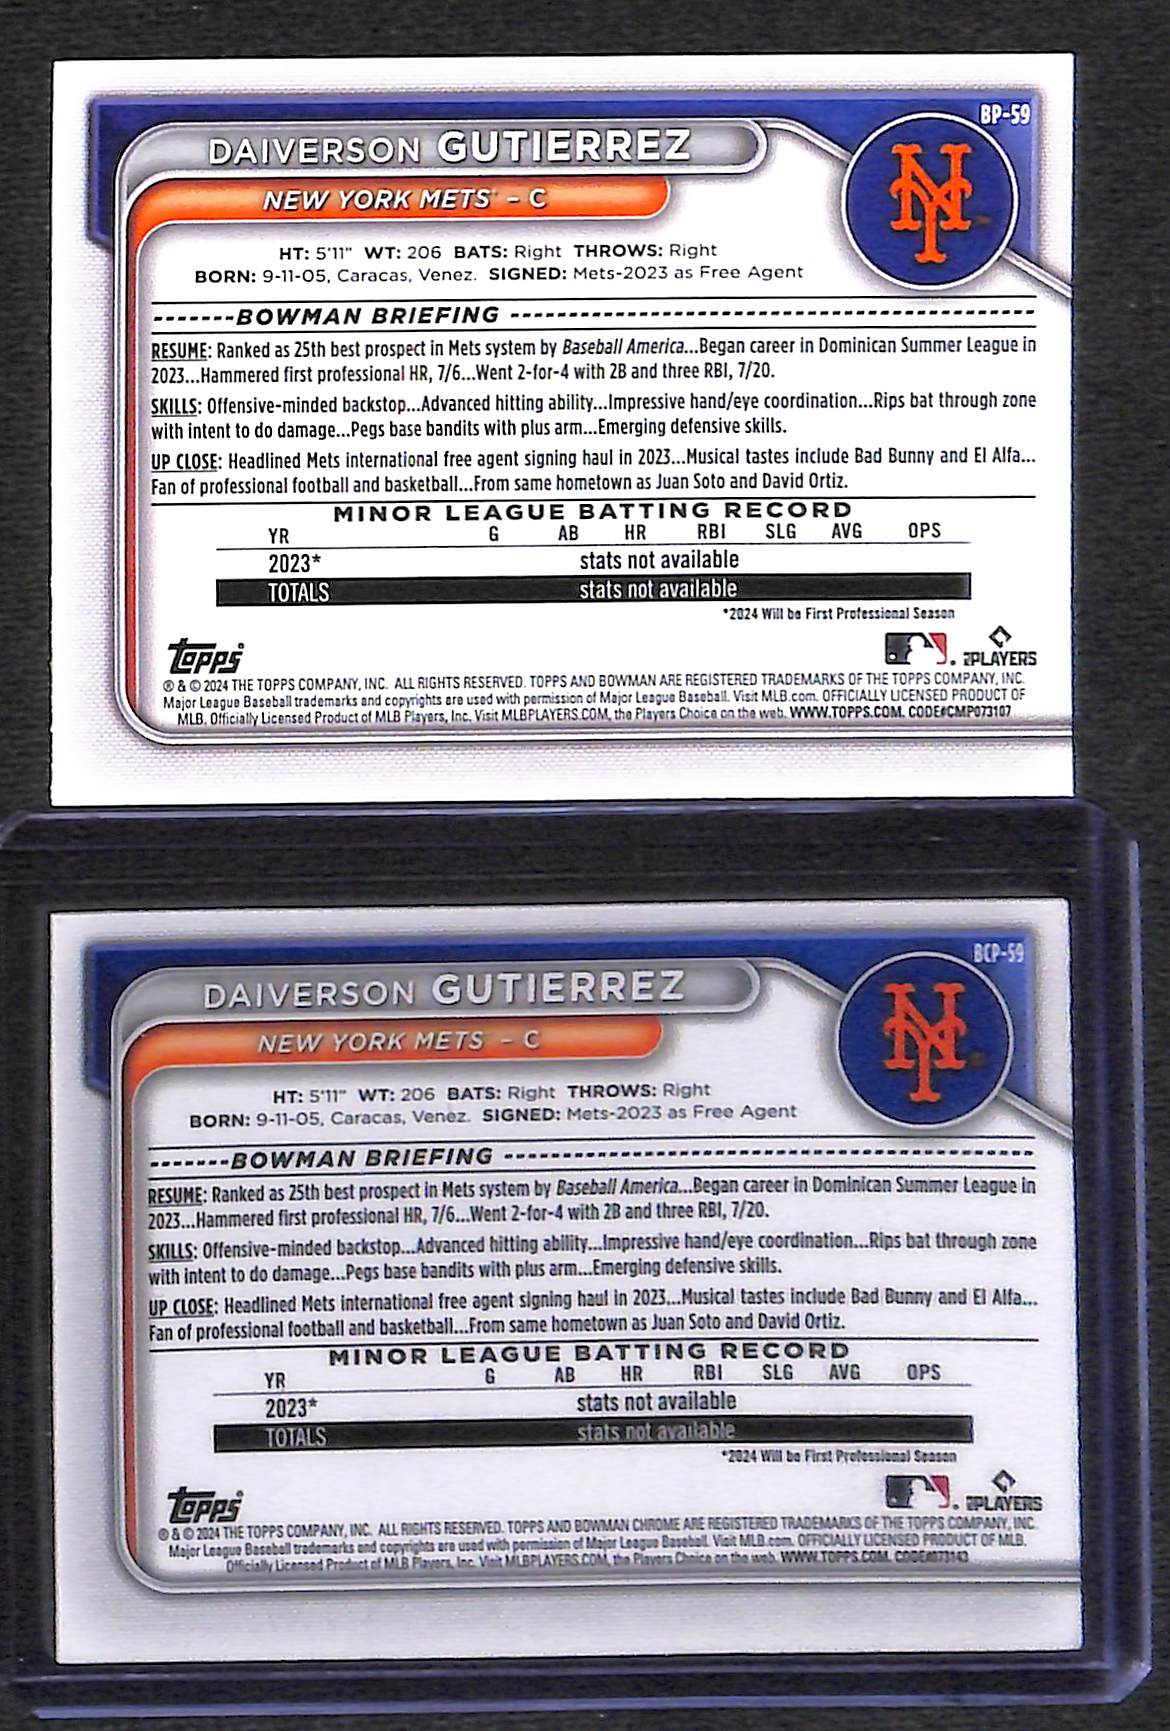 BP-59
DAIVERSON GUTIERREZ
NEW YORK METS - C
NY
HT: 5'11" WT: 206 BATS: Right THROWS: Right
BORN: 9-11-05, Caracas, Venez. SIGNED: Mets-2023 as Free Agent
-------BOWMAN BRIEFING ----------------------------------------
RESUME: Ranked as 25th best prospect in Mets system by Baseball America...Began career in Dominican Summer League in
2023...Hammered first professional HR, 7/6...Went 2-for-4 with 2B and three RBI, 7/20.
SKILLS: Offensive-minded backstop...Advanced hitting ability...Impressive hand/eye coordination...Rips bat through zone
with intent to do damage...Pegs base bandits with plus arm...Emerging defensive skills.
UP CLOSE: Headlined Mets international free agent signing haul in 2023...Musical tastes include Bad Bunny and El Alfa...
Fan of professional football and basketball...From same hometown as Juan Soto and David Ortiz.
MINOR LEAGUE BATTING RECORD
YR G AB HR RBI SLG AVG OPS
2023* stats not available
TOTALS stats not available
*2024 Will be First Professional Season
Topps
PLAYERS
® & © 2024 THE TOPPS COMPANY, INC. ALL RIGHTS RESERVED. TOPPS AND BOWMAN ARE REGISTERED TRADEMARKS OF THE TOPPS COMPANY, INC.
Major League Baseball trademarks and copyrights are used with permission of Major League Baseball. Visit MLB.com. OFFICIALLY LICENSED PRODUCT OF
MLB. Officially Licensed Product of MLB Players, Inc. Visit MLBPLAYERS.COM, the Players Choice on the web. WWW.TOPPS.COM. CODE#CMP073107
BCP-59
DAIVERSON GUTIERREZ
NEW YORK METS - C
NY
HT: 5'11" WT: 206 BATS: Right THROWS: Right
BORN: 9-11-05, Caracas, Venez. SIGNED: Mets-2023 as Free Agent
-------BOWMAN BRIEFING ----------------------------------------
RESUME: Ranked as 25th best prospect in Mets system by Baseball America...Began career in Dominican Summer League in
2023...Hammered first professional HR, 7/6...Went 2-for-4 with 2B and three RBI, 7/20.
SKILLS: Offensive-minded backstop...Advanced hitting ability...Impressive hand/eye coordination...Rips bat through zone
with intent to do damage...Pegs base bandits with plus arm...Emerging defensive skills.
UP CLOSE: Headlined Mets international free agent signing haul in 2023...Musical tastes include Bad Bunny and El Alfa...
Fan of professional football and basketball...From same hometown as Juan Soto and David Ortiz.
MINOR LEAGUE BATTING RECORD
YR G AB HR RBI SLG AVG OPS
2023* stats not available
TOTALS stats not available
*2024 Will be First Professional Season
Topps
PLAYERS
® & © 2024 THE TOPPS COMPANY, INC. ALL RIGHTS RESERVED. TOPPS AND BOWMAN CHROME ARE REGISTERED TRADEMARKS OF THE TOPPS COMPANY, INC.
Major League Baseball trademarks and copyrights are used with permission of Major League Baseball. Visit MLB.com. OFFICIALLY LICENSED PRODUCT OF MLB.
Officially Licensed Product of MLB Players, Inc. Visit MLBPLAYERS.COM, the Players Choice on the web. WWW.TOPPS.COM. CODE#073143